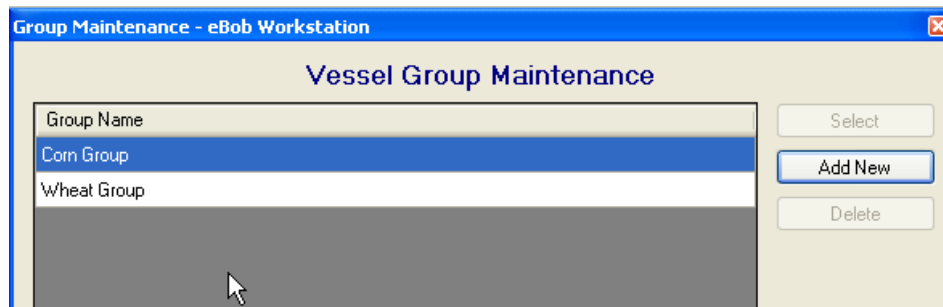 Group Maintenance - eBob Workstation
Vessel Group Maintenance
Group Name
Select
Corn Group
Add New
Wheat Group
Delete